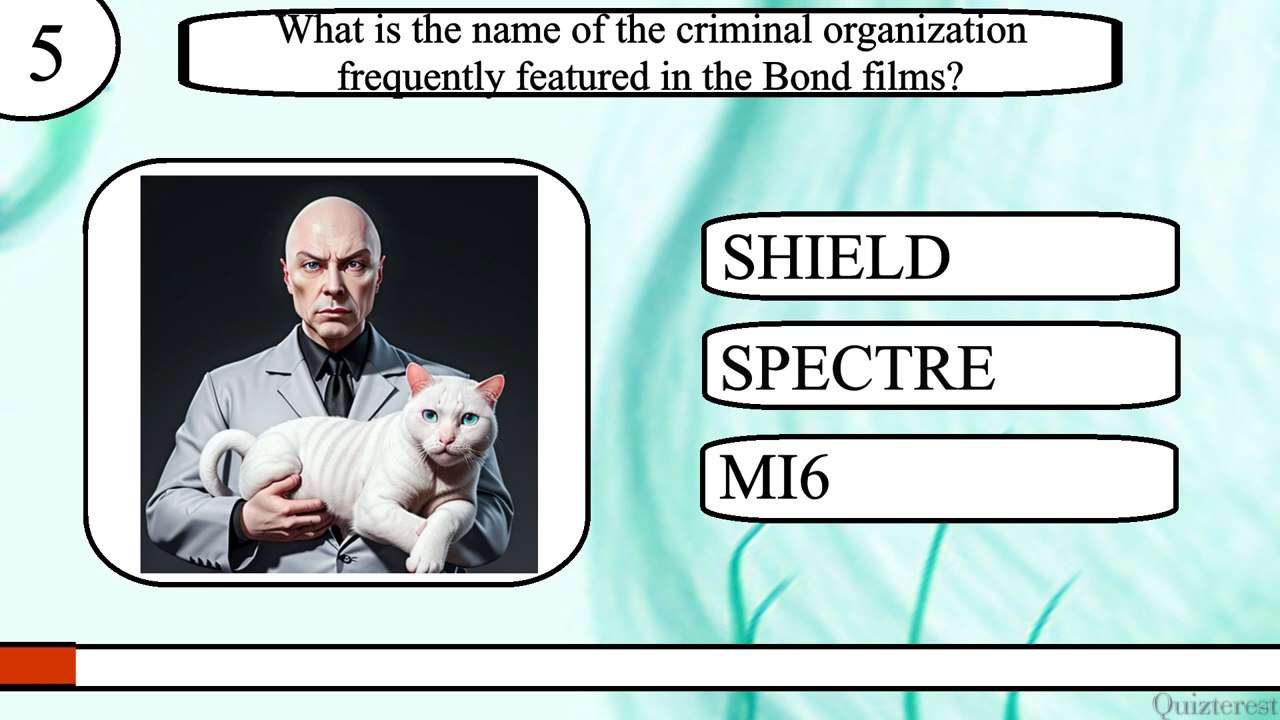 5
What is the name of the criminal organization
frequently featured in the Bond films?
SHIELD
SPECTRE
MI6
Quizterest